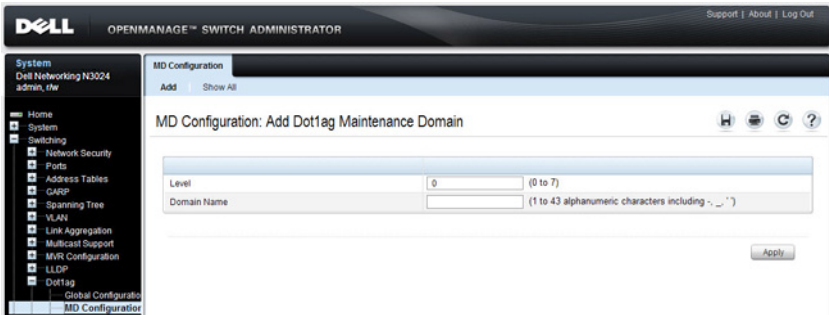 Support | About | Log Out
DELL OPENMANAGE™ SWITCH ADMINISTRATOR
System
Dell Networking N3024
admin, r/w
Home
System
Switching
Network Security
Ports
Address Tables
GARP
Spanning Tree
VLAN
Link Aggregation
Multicast Support
MVR Configuration
LLDP
Dot1ag
Global Configuratio
MD Configuration
MD Configuration
Add Show All
MD Configuration: Add Dot1ag Maintenance Domain
?
Level 0 (0 to 7)
Domain Name (1 to 43 alphanumeric characters including -, _, ' ')
Apply